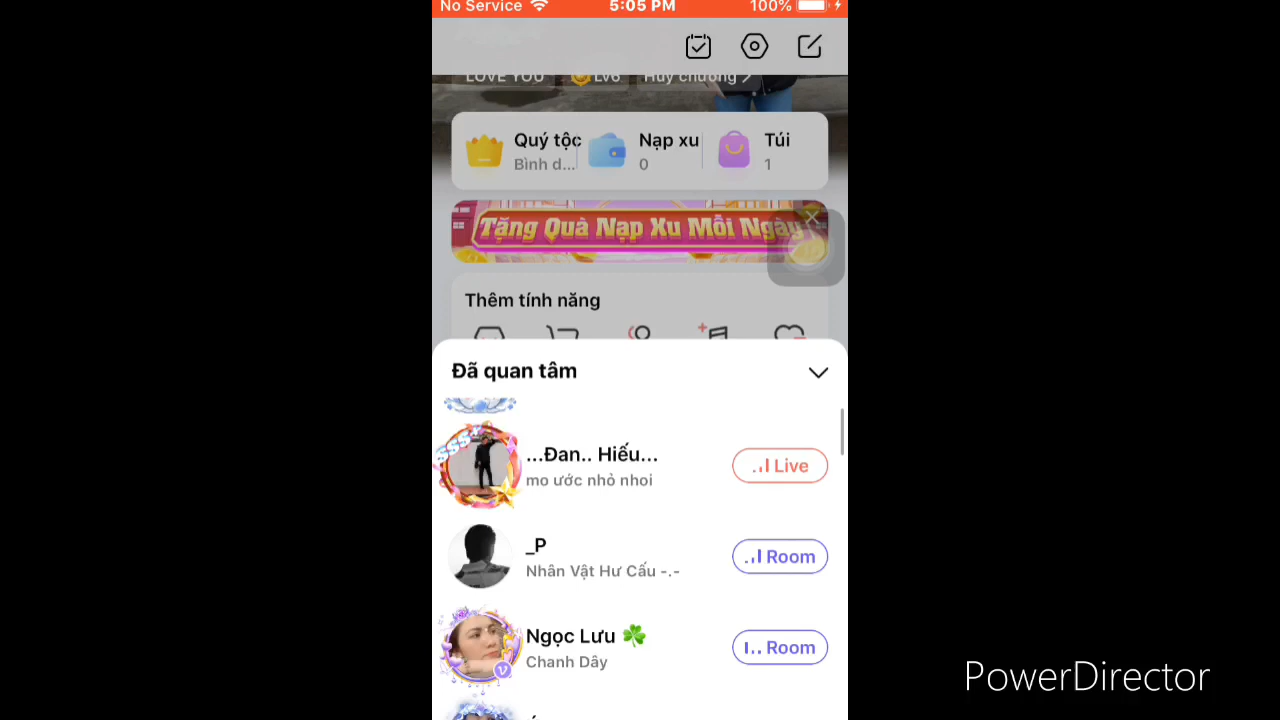 No Service 5:05 PM 100%
LOVE YOU Lv6 Huy chương
Quý tộc Nạp xu Túi
Bình d... 0 1
Tặng Quà Nạp Xu Mỗi Ngày
Thêm tính năng
Đã quan tâm
SSS
...Đan.. Hiếu...
mo ước nhỏ nhoi
Live
_P
Nhân Vật Hư Cấu -.-
Room
Ngọc Lưu ☘️
Chanh Dây
Room
PowerDirector